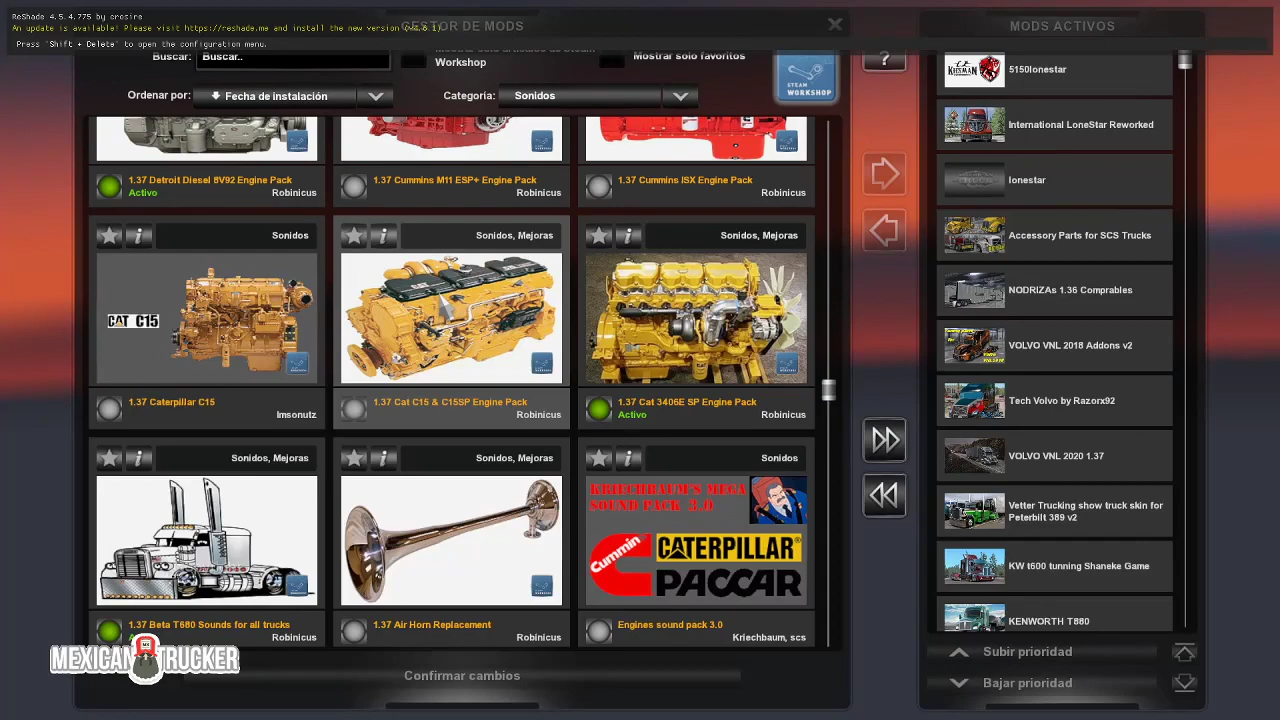 ReShade 4.5.4.775 by crosire
An update is available! Please visit https://reshade.me and install the new version (v4.6.1)
Press 'Shift + Delete' to open the configuration menu.
GESTOR DE MODS
MODS ACTIVOS
Buscar:
Buscar..
Mostrar solo artículos de Steam
Workshop
Mostrar solo favoritos
STEAM
WORKSHOP
?
Ordenar por:
Fecha de instalación
Categoría:
Sonidos
1.37 Detroit Diesel 8V92 Engine Pack
Activo
Robinicus
1.37 Cummins M11 ESP+ Engine Pack
Robinicus
1.37 Cummins ISX Engine Pack
Robinicus
Sonidos
CAT C15
1.37 Caterpillar C15
Imsonutz
Sonidos, Mejoras
1.37 Cat C15 & C15SP Engine Pack
Robinicus
Sonidos, Mejoras
1.37 Cat 3406E SP Engine Pack
Activo
Robinicus
Sonidos, Mejoras
1.37 Beta T680 Sounds for all trucks
Robinicus
Sonidos, Mejoras
1.37 Air Horn Replacement
Robinicus
Sonidos
KRIECHBAUM'S MEGA
SOUND PACK 3.0
Cummin
CATERPILLAR
PACCAR
Engines sound pack 3.0
Kriechbaum, scs
Confirmar cambios
5150lonestar
International LoneStar Reworked
lonestar
Accessory Parts for SCS Trucks
NODRIZAs 1.36 Comprables
VOLVO VNL 2018 Addons v2
Tech Volvo by Razorx92
VOLVO VNL 2020 1.37
Vetter Trucking show truck skin for
Peterbilt 389 v2
KW t600 tunning Shaneke Game
KENWORTH T880
Subir prioridad
Bajar prioridad
MEXICAN TRUCKER